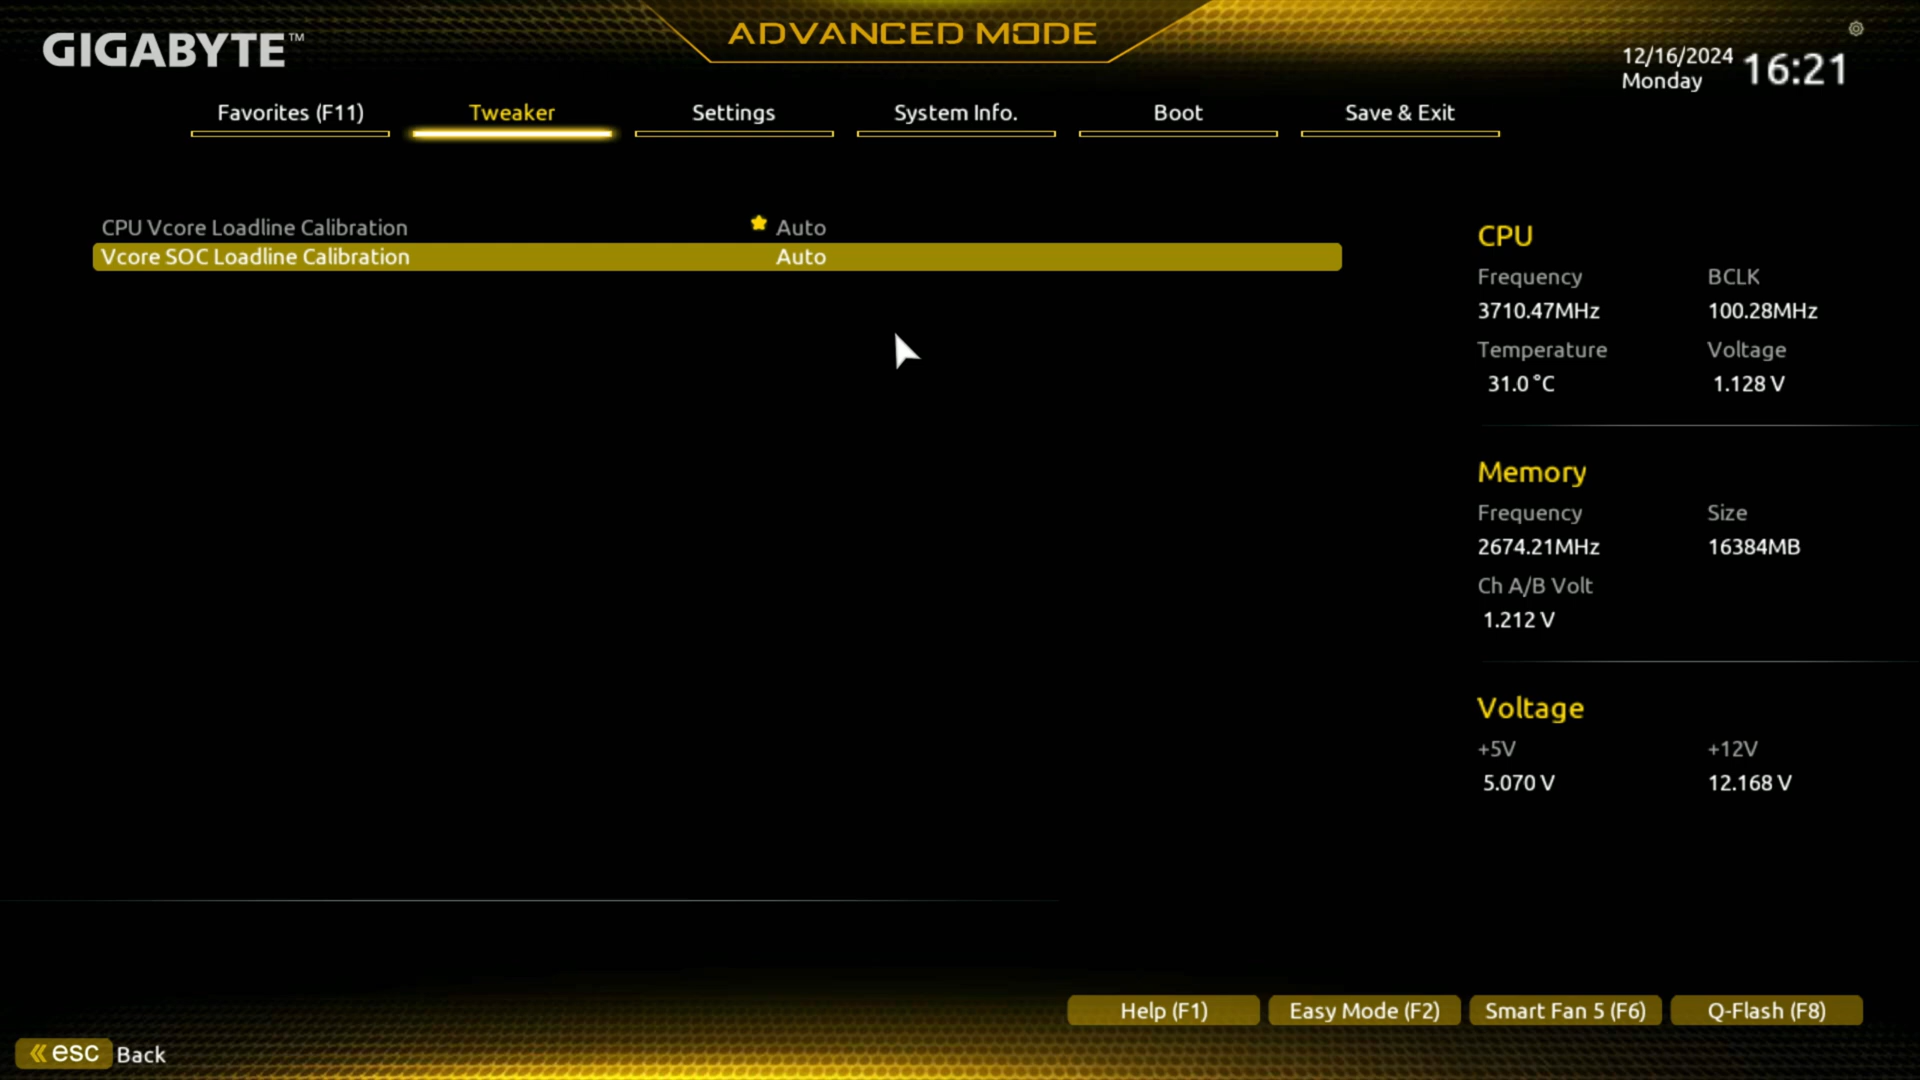 GIGABYTE™
ADVANCED MODE
12/16/2024
Monday
16:21
Favorites (F11)
Tweaker
Settings
System Info.
Boot
Save & Exit
CPU Vcore Loadline Calibration Auto
Vcore SOC Loadline Calibration Auto
CPU
Frequency BCLK
3710.47MHz 100.28MHz
Temperature Voltage
31.0 °C 1.128 V
Memory
Frequency Size
2674.21MHz 16384MB
Ch A/B Volt
1.212 V
Voltage
+5V +12V
5.070 V 12.168 V
Help (F1)
Easy Mode (F2)
Smart Fan 5 (F6)
Q-Flash (F8)
esc Back